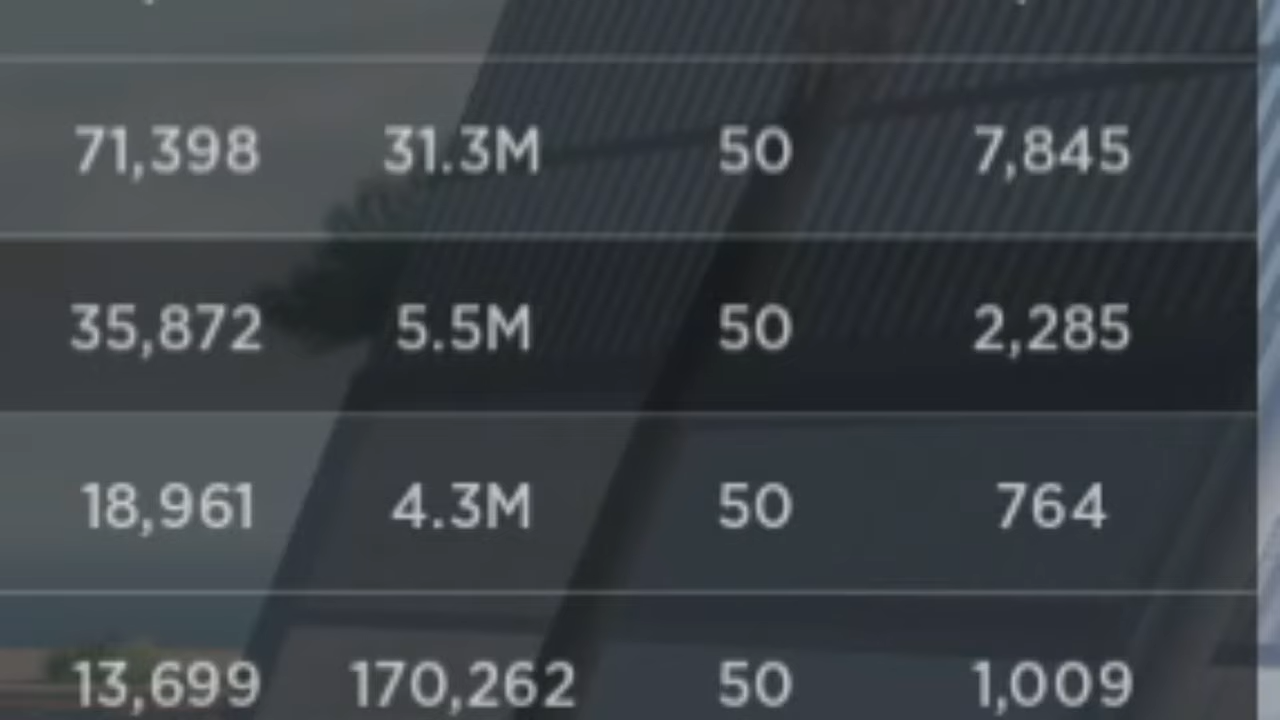 71,398 31.3M 50 7,845
35,872 5.5M 50 2,285
18,961 4.3M 50 764
13,699 170,262 50 1,009